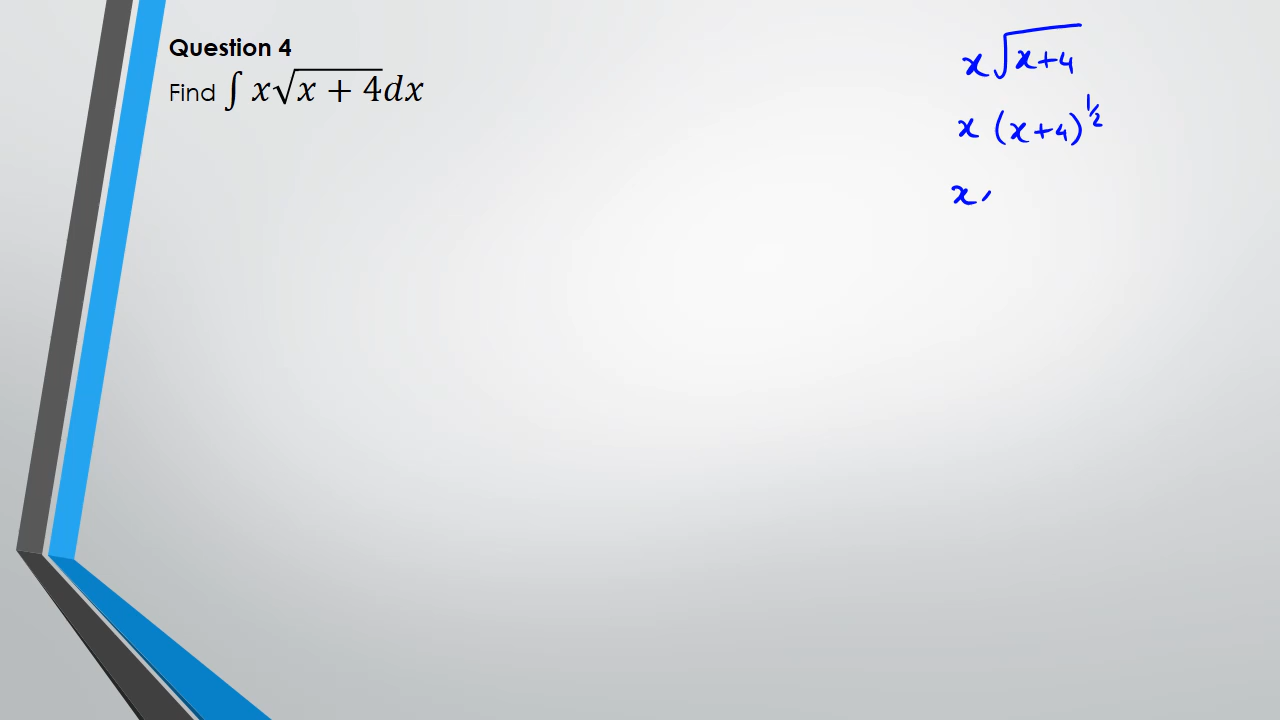 Question 4
Find ∫ x√(x + 4)dx
x√(x+4)
x (x+4)^½
x